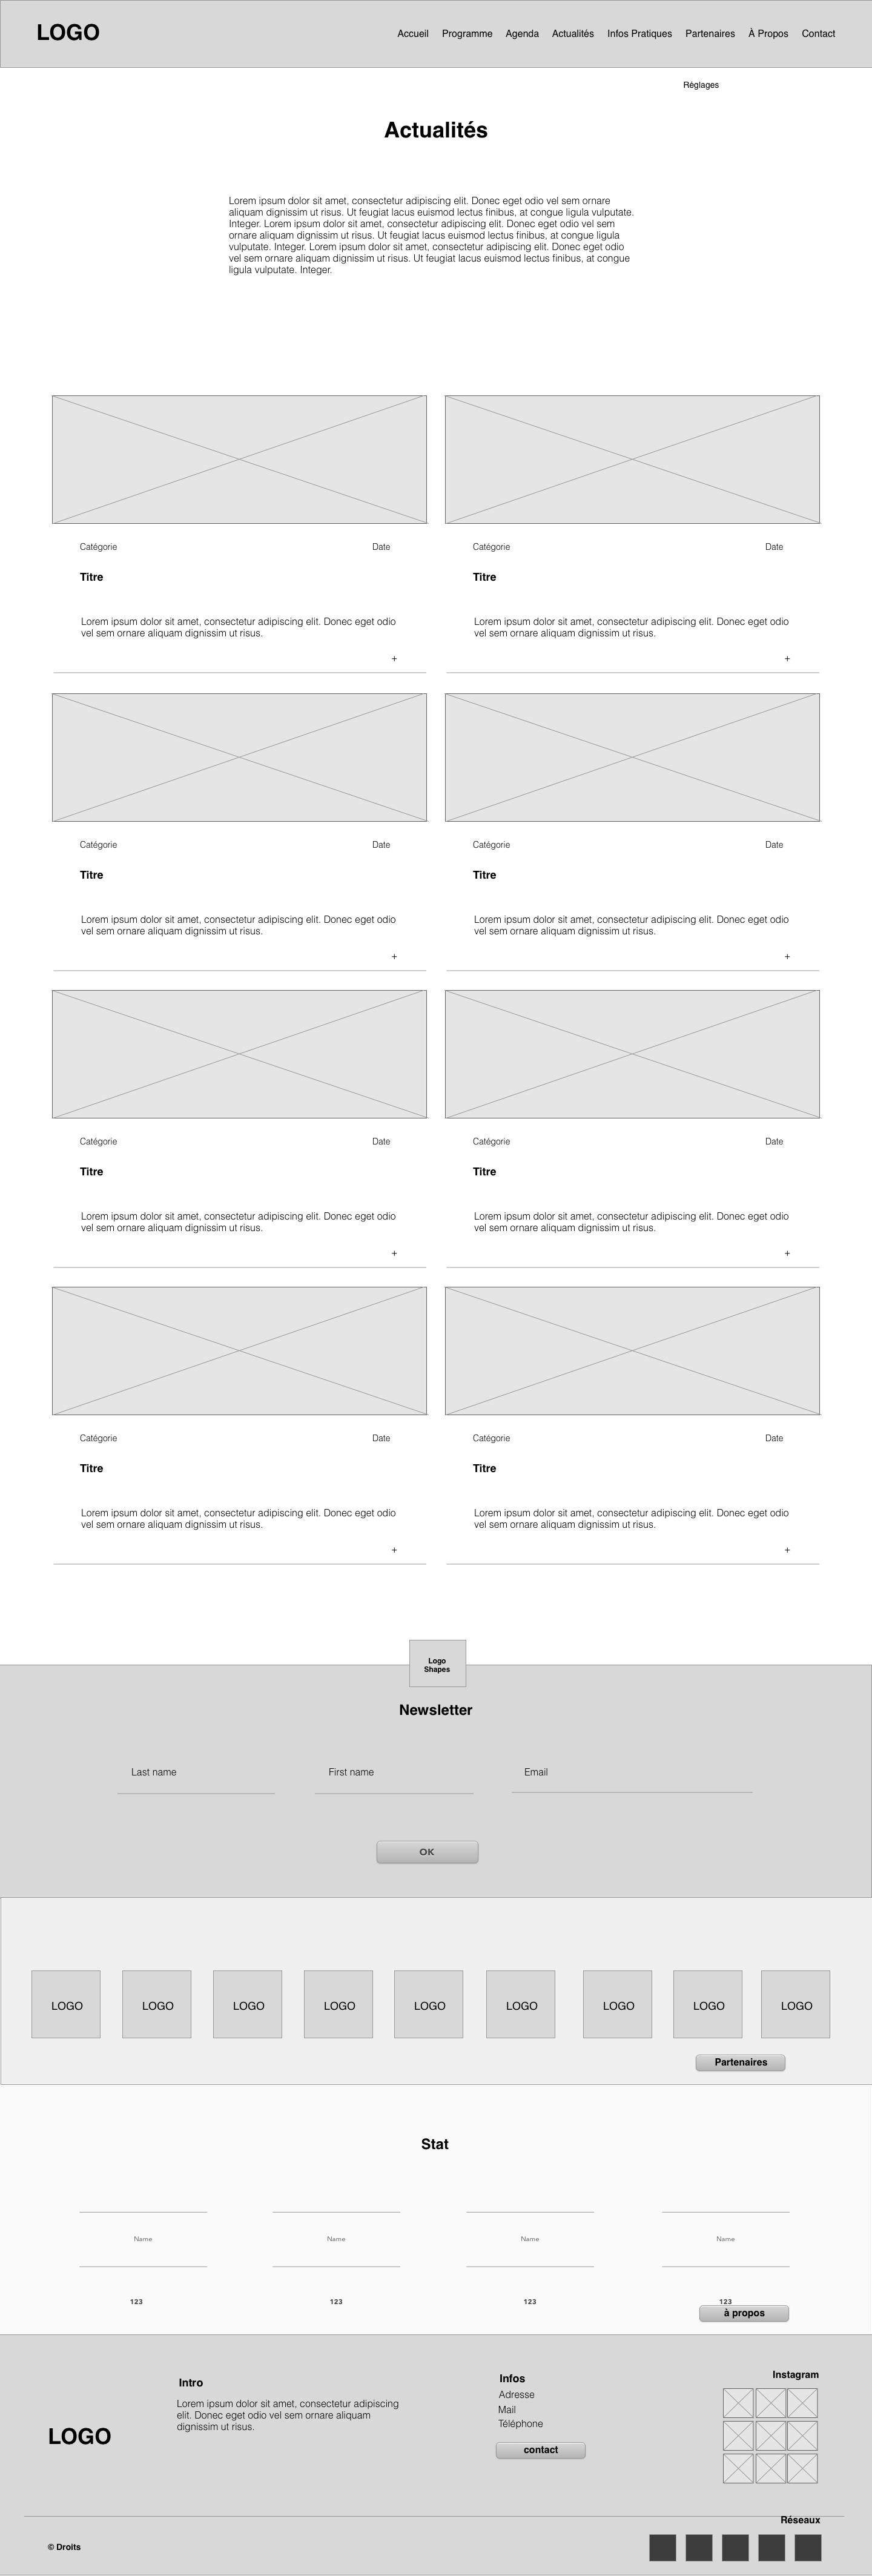 LOGO
Accueil Programme Agenda Actualités Infos Pratiques Partenaires À Propos Contact
Réglages
Actualités
Lorem ipsum dolor sit amet, consectetur adipiscing elit. Donec eget odio vel sem ornare
aliquam dignissim ut risus. Ut feugiat lacus euismod lectus finibus, at congue ligula vulputate.
Integer. Lorem ipsum dolor sit amet, consectetur adipiscing elit. Donec eget odio vel sem
ornare aliquam dignissim ut risus. Ut feugiat lacus euismod lectus finibus, at congue ligula
vulputate. Integer. Lorem ipsum dolor sit amet, consectetur adipiscing elit. Donec eget odio
vel sem ornare aliquam dignissim ut risus. Ut feugiat lacus euismod lectus finibus, at congue
ligula vulputate. Integer.
Catégorie Date
Titre
Lorem ipsum dolor sit amet, consectetur adipiscing elit. Donec eget odio
vel sem ornare aliquam dignissim ut risus.
+
Catégorie Date
Titre
Lorem ipsum dolor sit amet, consectetur adipiscing elit. Donec eget odio
vel sem ornare aliquam dignissim ut risus.
+
Catégorie Date
Titre
Lorem ipsum dolor sit amet, consectetur adipiscing elit. Donec eget odio
vel sem ornare aliquam dignissim ut risus.
+
Catégorie Date
Titre
Lorem ipsum dolor sit amet, consectetur adipiscing elit. Donec eget odio
vel sem ornare aliquam dignissim ut risus.
+
Catégorie Date
Titre
Lorem ipsum dolor sit amet, consectetur adipiscing elit. Donec eget odio
vel sem ornare aliquam dignissim ut risus.
+
Catégorie Date
Titre
Lorem ipsum dolor sit amet, consectetur adipiscing elit. Donec eget odio
vel sem ornare aliquam dignissim ut risus.
+
Catégorie Date
Titre
Lorem ipsum dolor sit amet, consectetur adipiscing elit. Donec eget odio
vel sem ornare aliquam dignissim ut risus.
+
Catégorie Date
Titre
Lorem ipsum dolor sit amet, consectetur adipiscing elit. Donec eget odio
vel sem ornare aliquam dignissim ut risus.
+
Logo
Shapes
Newsletter
Last name First name Email
OK
LOGO LOGO LOGO LOGO LOGO LOGO LOGO LOGO LOGO
Partenaires
Stat
Name Name Name Name
123 123 123 123
à propos
LOGO
Intro
Lorem ipsum dolor sit amet, consectetur adipiscing
elit. Donec eget odio vel sem ornare aliquam
dignissim ut risus.
Infos
Adresse
Mail
Téléphone
contact
Instagram
Réseaux
© Droits